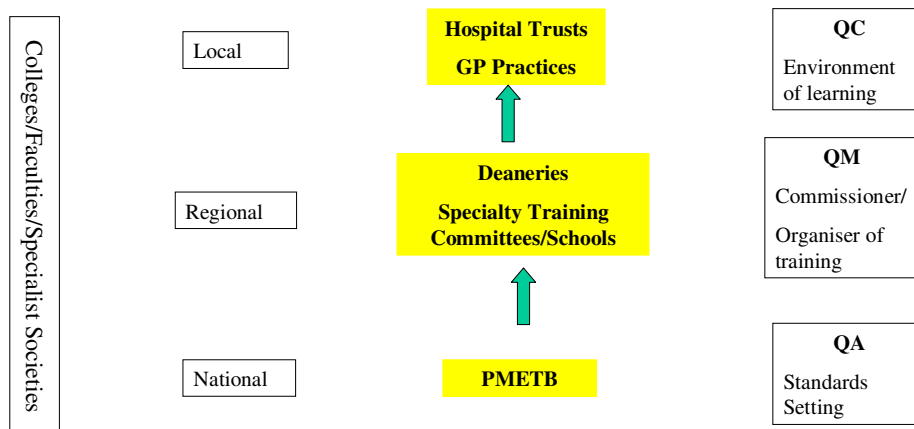 Colleges/Faculties/Specialist Societies
Local
Hospital Trusts
GP Practices
QC
Environment
of learning
Regional
Deaneries
Specialty Training
Committees/Schools
QM
Commissioner/
Organiser of
training
National
PMETB
QA
Standards
Setting